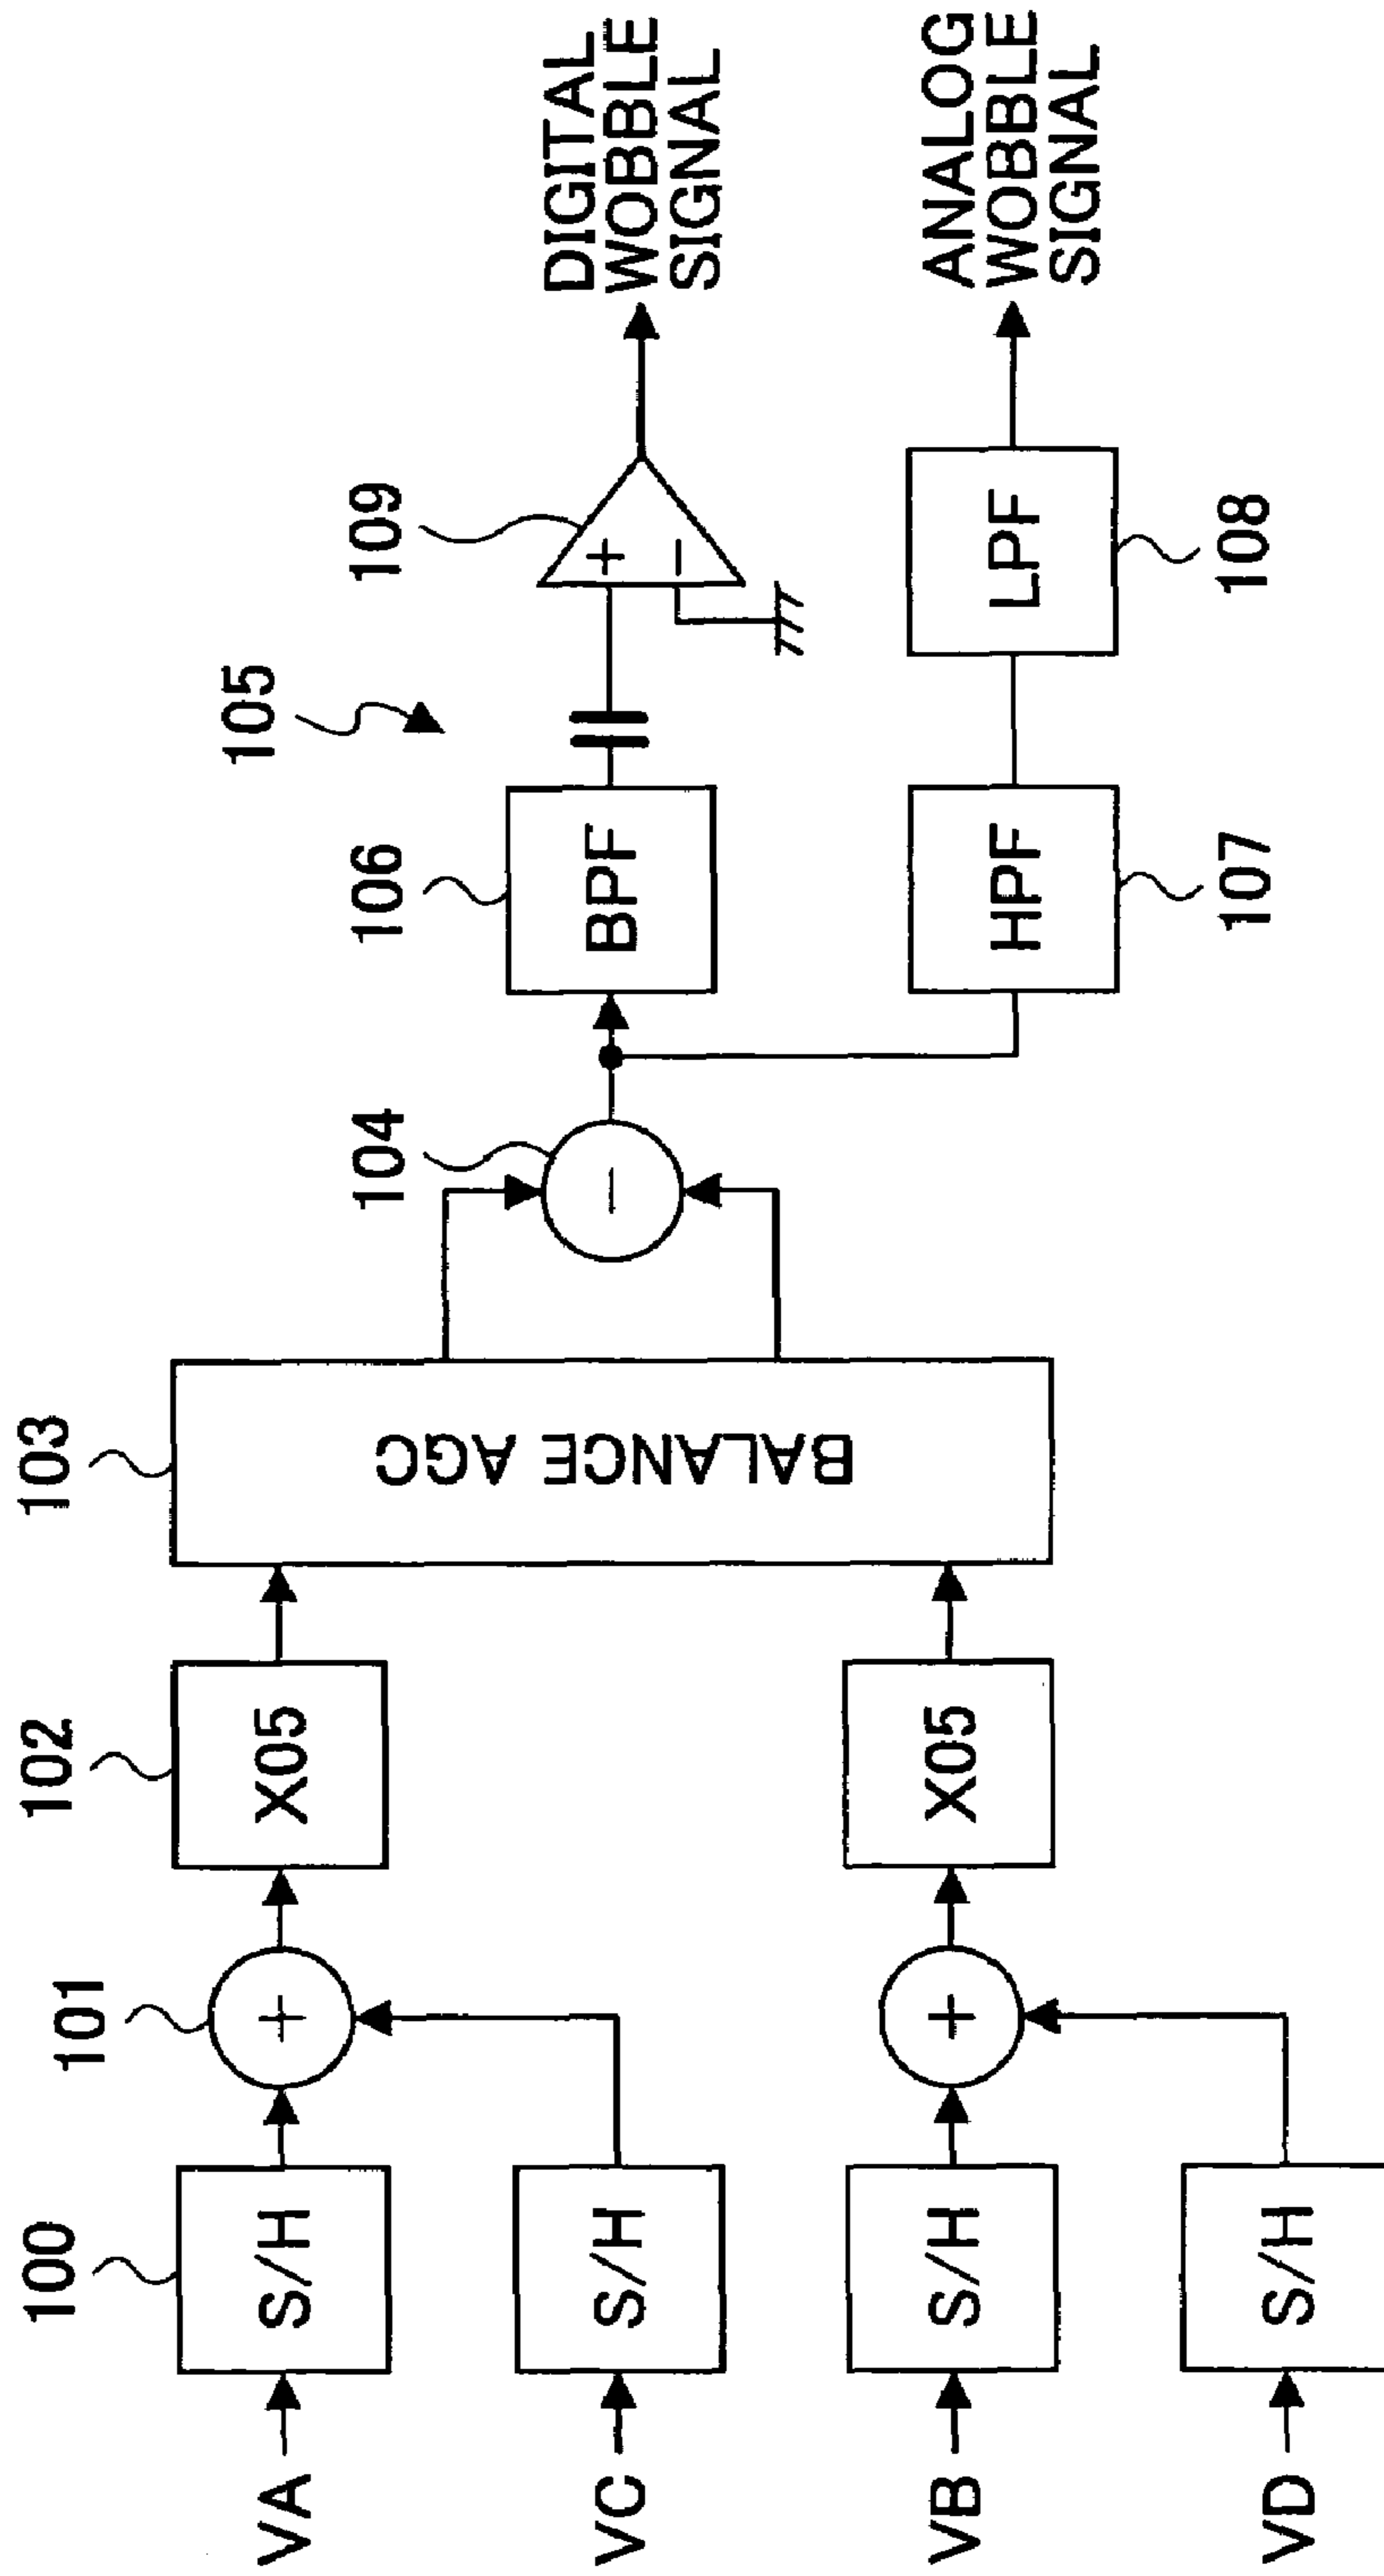 VA
S/H
100
+
101
X05
102
VC
S/H
VB
S/H
+
X05
VD
S/H
BALANCE AGC
103
−
104
105
BPF
106
+
−
109
DIGITAL
WOBBLE
SIGNAL
HPF
107
LPF
108
ANALOG
WOBBLE
SIGNAL